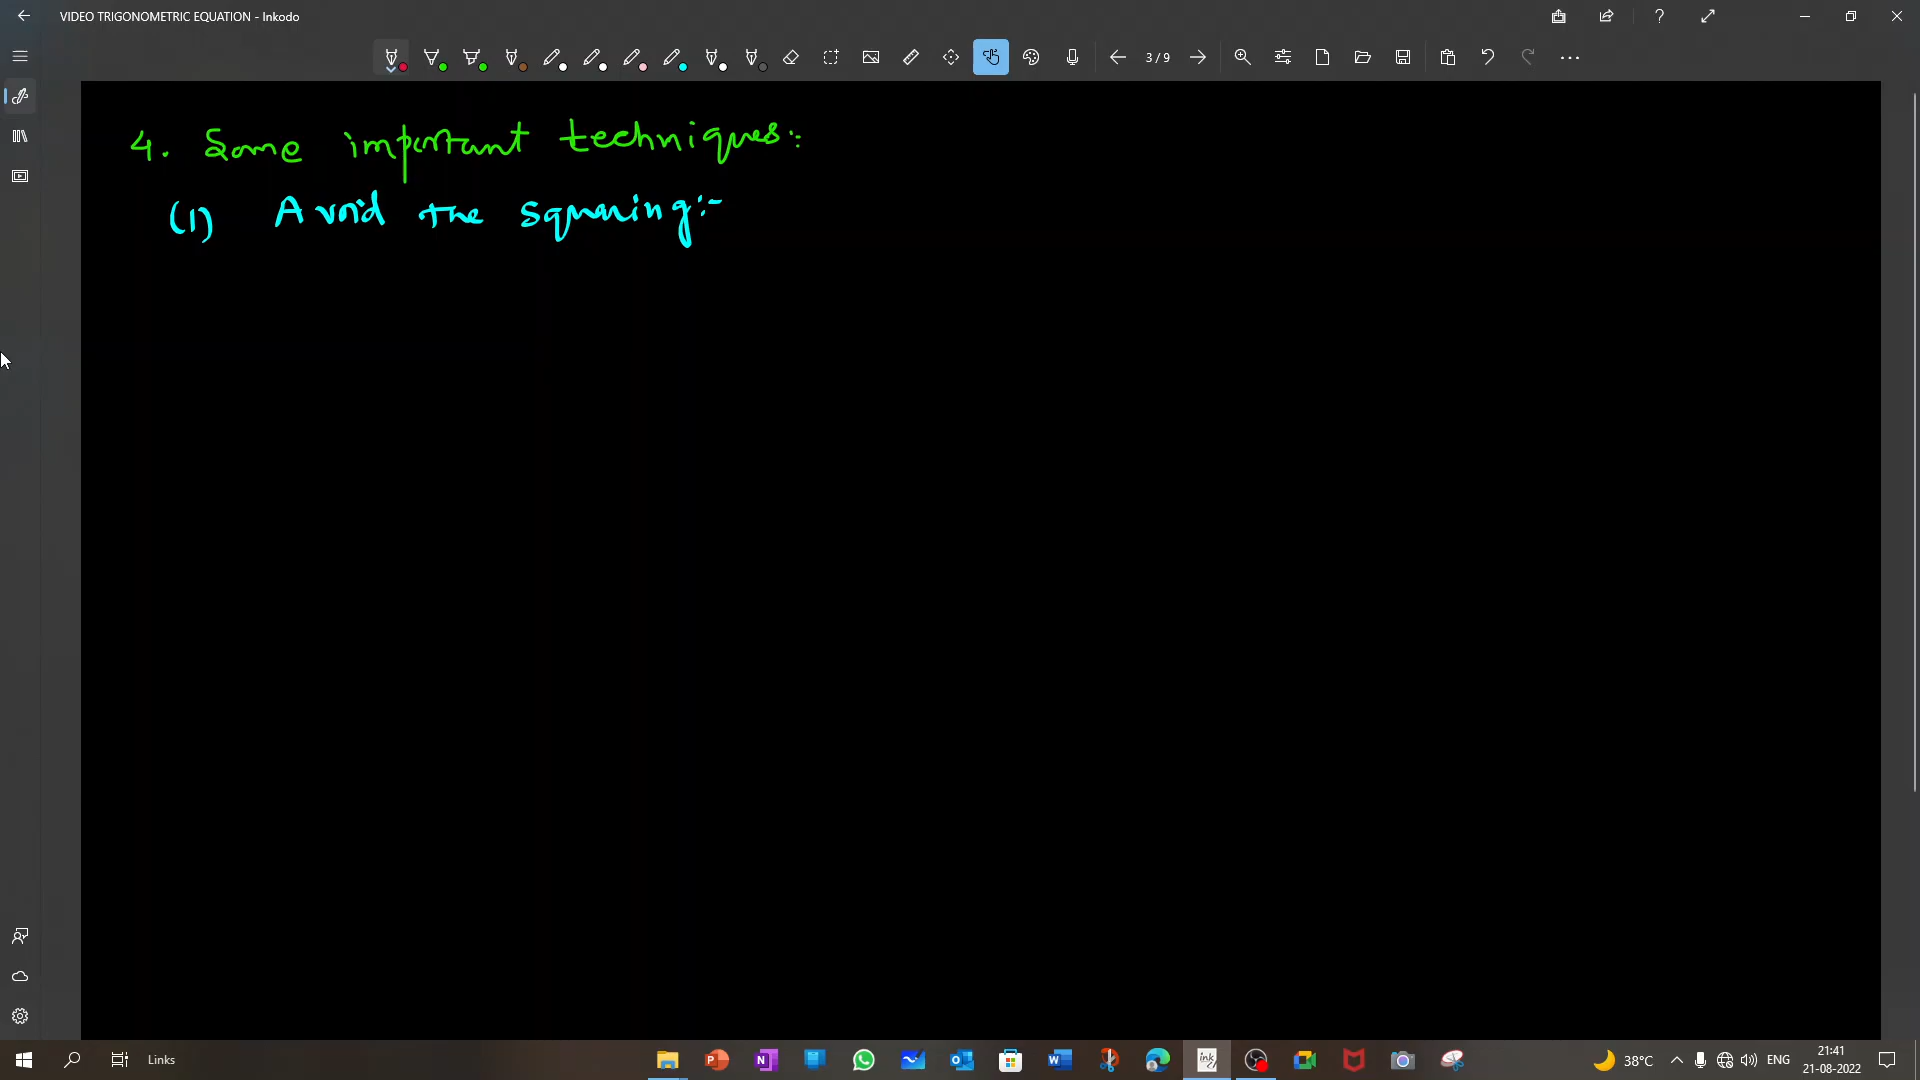 VIDEO TRIGONOMETRIC EQUATION - Inkodo
3 / 9
4. Some important techniques:
(1) Avoid the squaring:-
Links
38°C
ENG
21:41
21-08-2022